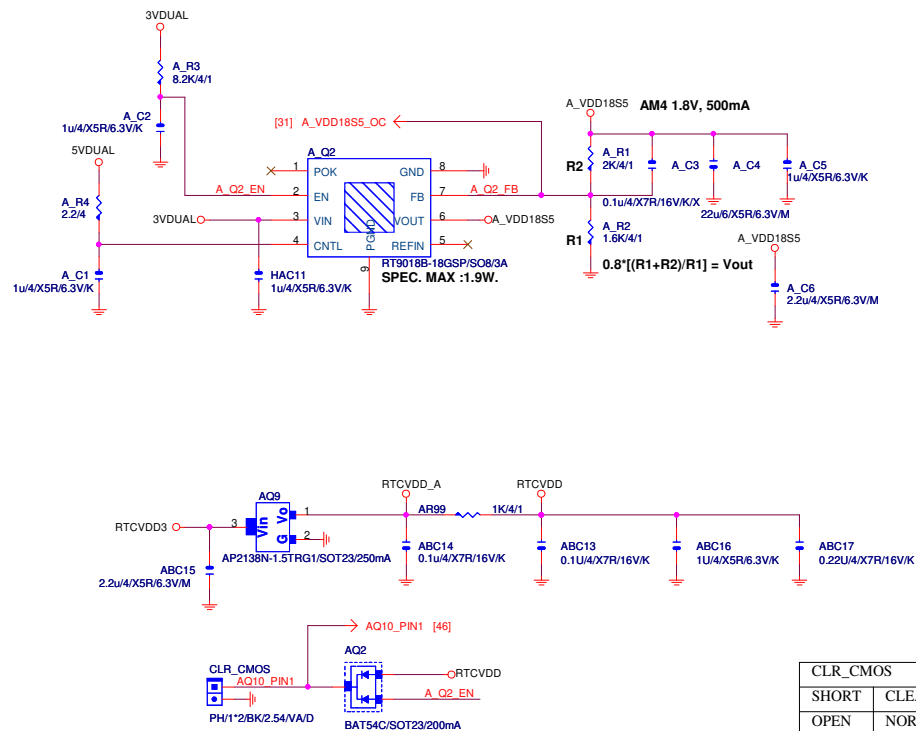 3VDUAL
A_R3
8.2K/4/1
A_C2
1u/4/X5R/6.3V/K
5VDUAL
A_R4
2.2/4
A_C1
1u/4/X5R/6.3V/K
[31] A_VDD18S5_OC
A_Q2
A_Q2_EN
3VDUAL
HAC11
1u/4/X5R/6.3V/K
1 POK
2 EN
3 VIN
4 CNTL
GND 8
FB 7
VOUT 6
REFIN 5
PGND
9
RT9018B-18GSP/SO8/3A
SPEC. MAX :1.9W.
A_Q2_FB
A_VDD18S5
A_VDD18S5
AM4 1.8V, 500mA
R2
A_R1
2K/4/1
A_C3
0.1u/4/X7R/16V/K/X
A_C4
22u/6/X5R/6.3V/M
A_C5
1u/4/X5R/6.3V/K
R1
A_R2
1.6K/4/1
0.8*[(R1+R2)/R1] = Vout
A_VDD18S5
A_C6
2.2u/4/X5R/6.3V/M
RTCVDD3
ABC15
2.2u/4/X5R/6.3V/M
AQ9
3 Vin
Vo 1
G 2
AP2138N-1.5TRG1/SOT23/250mA
RTCVDD_A
AR99
1K/4/1
RTCVDD
ABC14
0.1u/4/X7R/16V/K
ABC13
0.1U/4/X7R/16V/K
ABC16
1U/4/X5R/6.3V/K
ABC17
0.22U/4/X7R/16V/K
AQ10_PIN1 [46]
CLR_CMOS
AQ10_PIN1
PH/1*2/BK/2.54/VA/D
AQ2
RTCVDD
A_Q2_EN
BAT54C/SOT23/200mA
CLR_CMOS
SHORT
OPEN